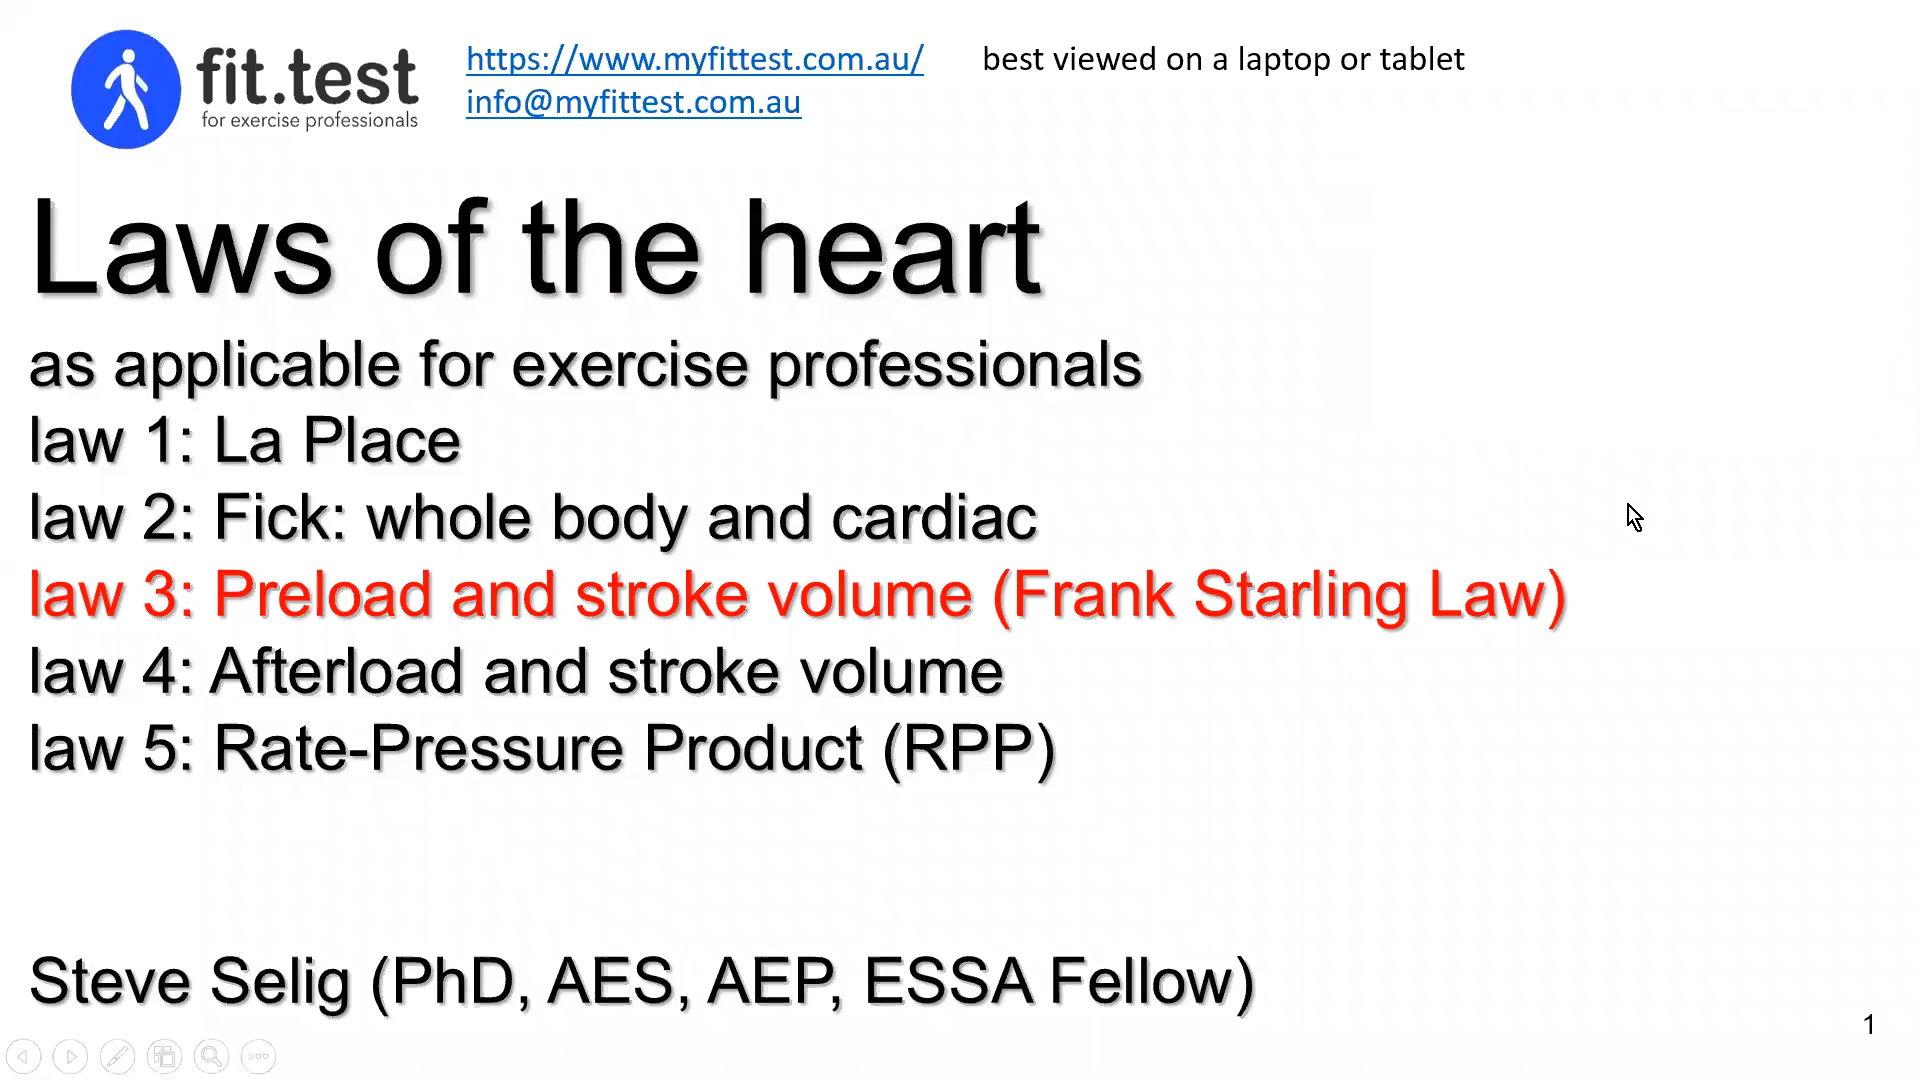 fit.test
for exercise professionals
https://www.myfittest.com.au/ best viewed on a laptop or tablet
info@myfittest.com.au
Laws of the heart
as applicable for exercise professionals
law 1: La Place
law 2: Fick: whole body and cardiac
law 3: Preload and stroke volume (Frank Starling Law)
law 4: Afterload and stroke volume
law 5: Rate-Pressure Product (RPP)
Steve Selig (PhD, AES, AEP, ESSA Fellow)
1